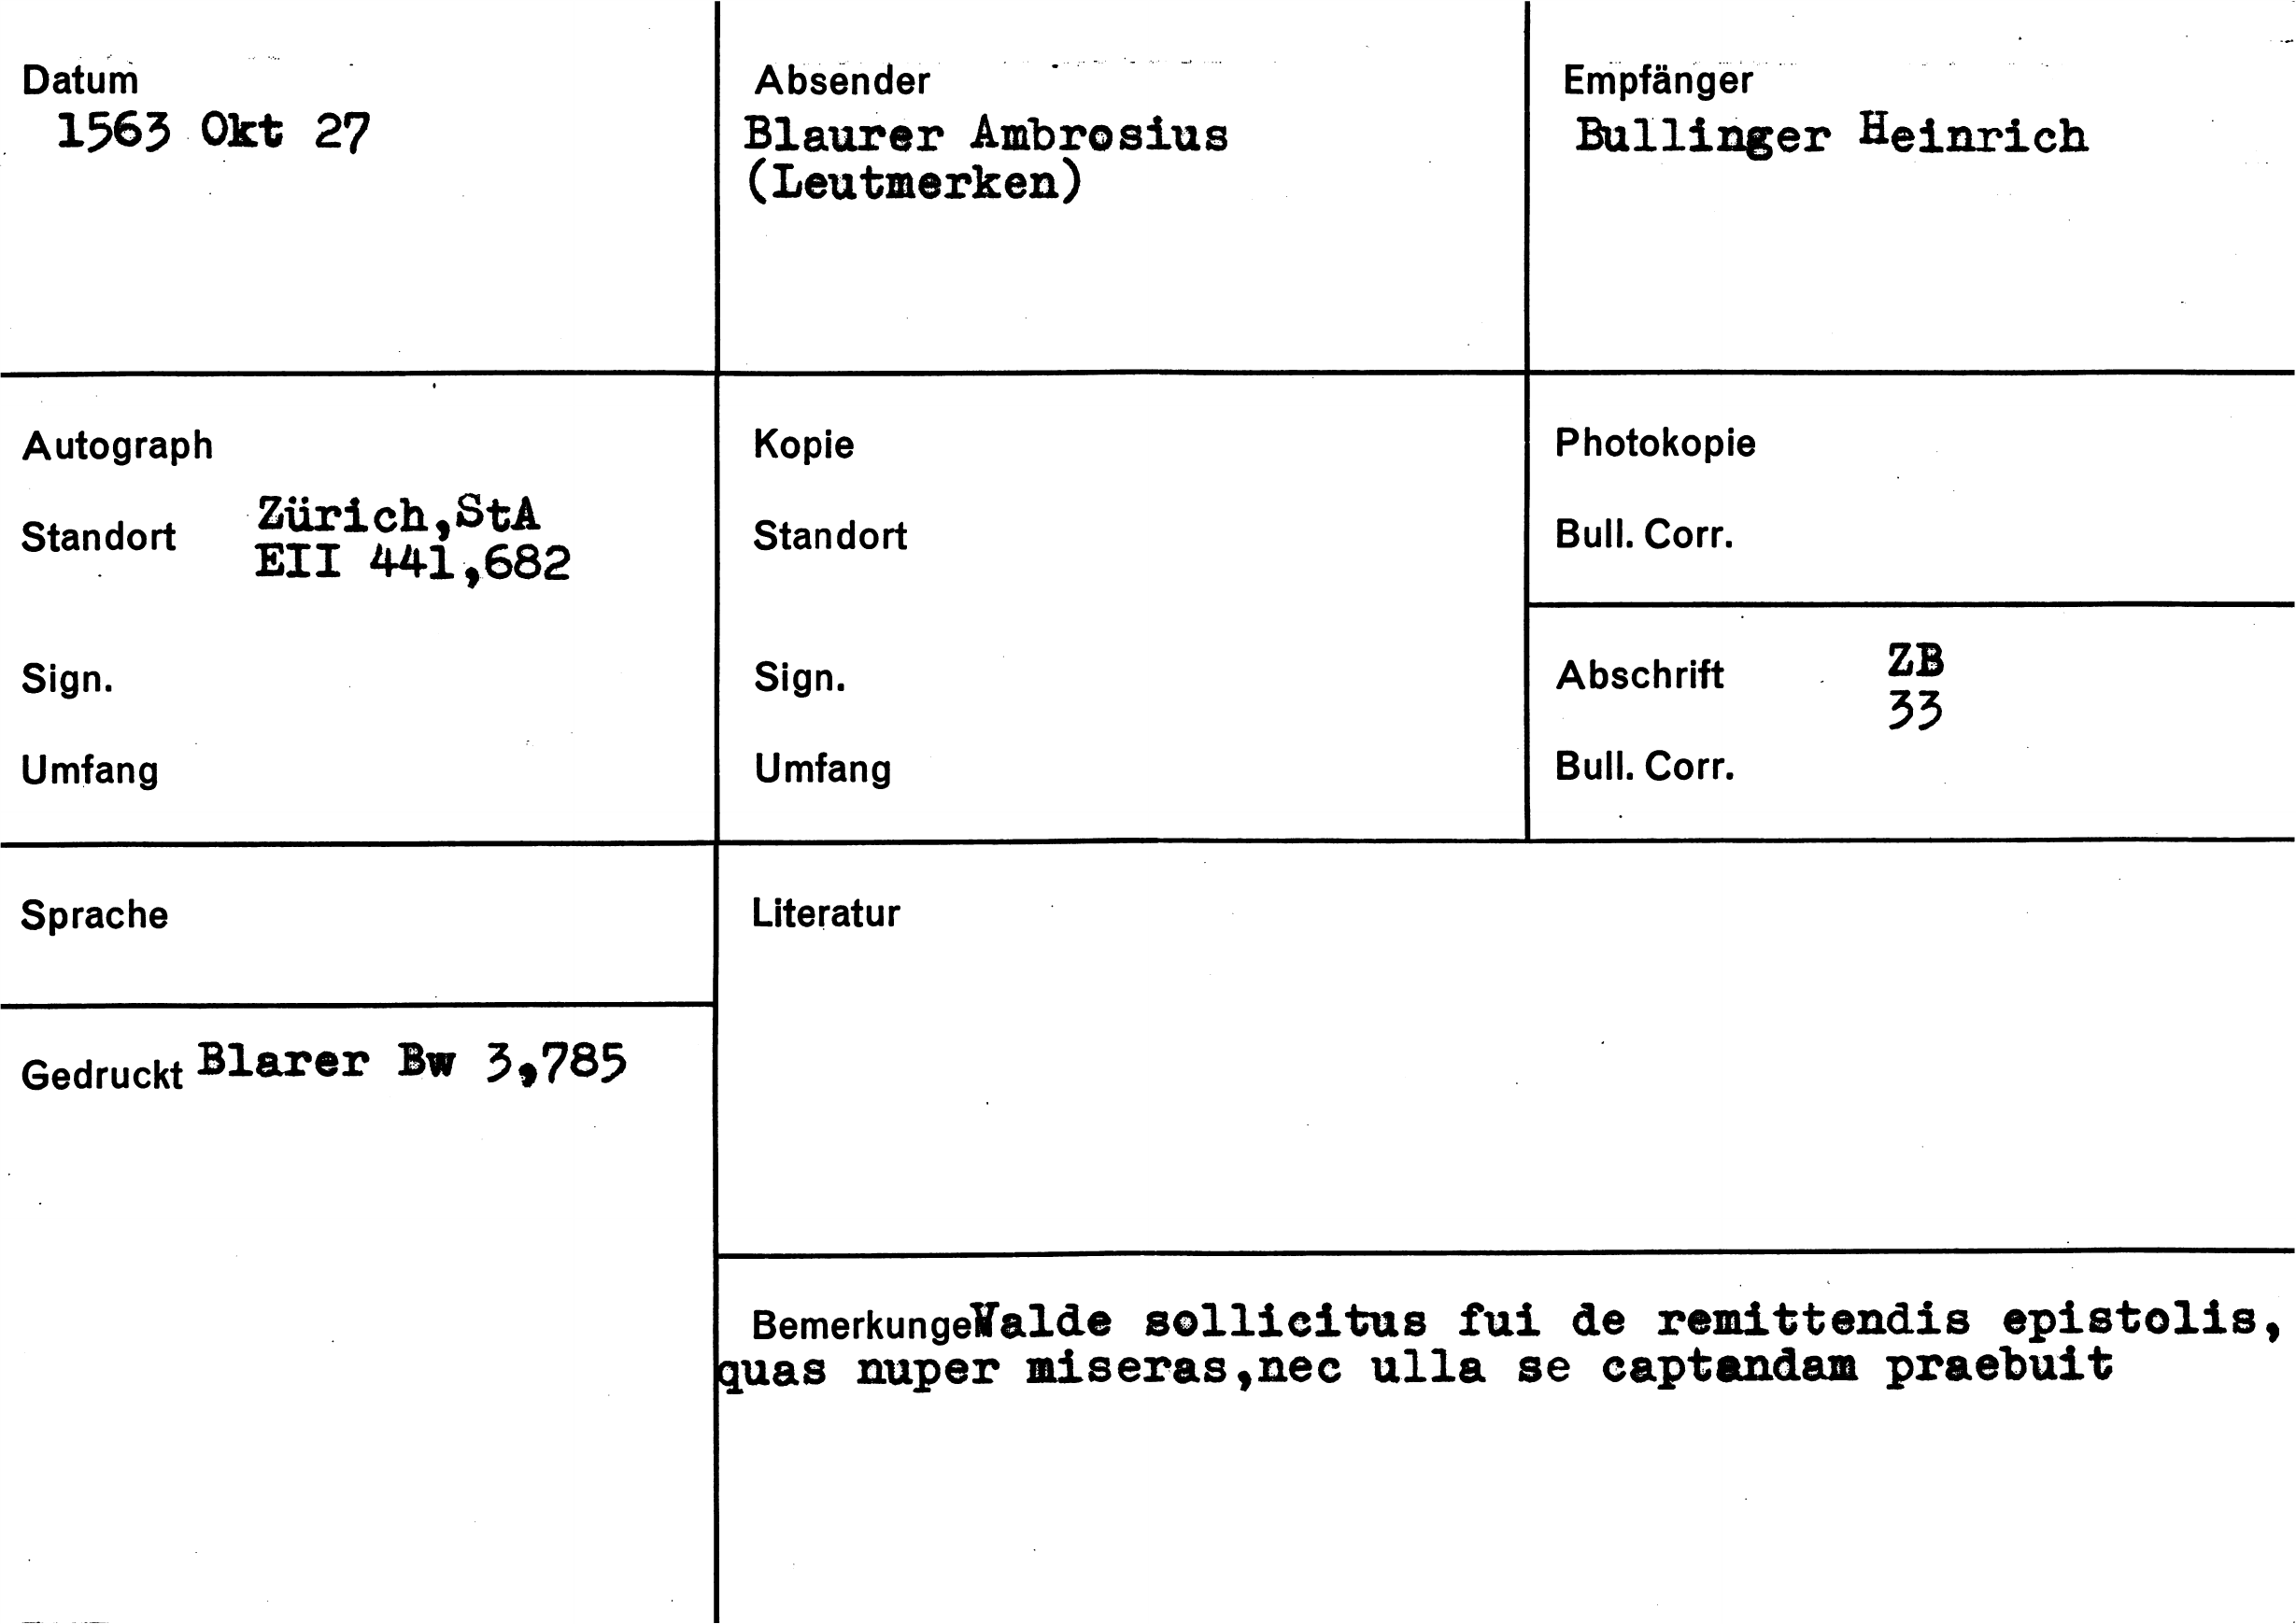 Datum
1563 Okt 27
Absender
Blaurer Ambrosius
(Leutmerken)
Empfänger
Bullinger Heinrich
Autograph
Standort Zürich,StA
EII 441,682
Sign.
Umfang
Kopie
Standort
Sign.
Umfang
Photokopie
Bull. Corr.
Abschrift ZB
33
Bull. Corr.
Sprache
Gedruckt Blarer Bw 3,785
Literatur
Bemerkungen Valde sollicitus fui de remittendis epistolis,
quas nuper miseras,nec ulla se captandam praebuit